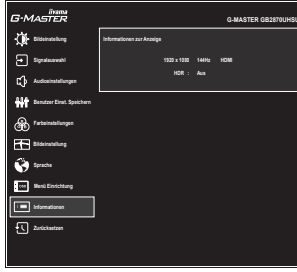 iiyama
G-MASTER
G-MASTER GB2870UHSU
Bildeinstellung
Informationen zur Anzeige
Signalauswahl
1920 x 1080 144Hz HDMI
HDR : Aus
Audioeinstellungen
Benutzer Einst. Speichern
Farbeinstellungen
Bildeinstellung
Sprache
OSD
Menü Einrichtung
Informationen
Zurücksetzen